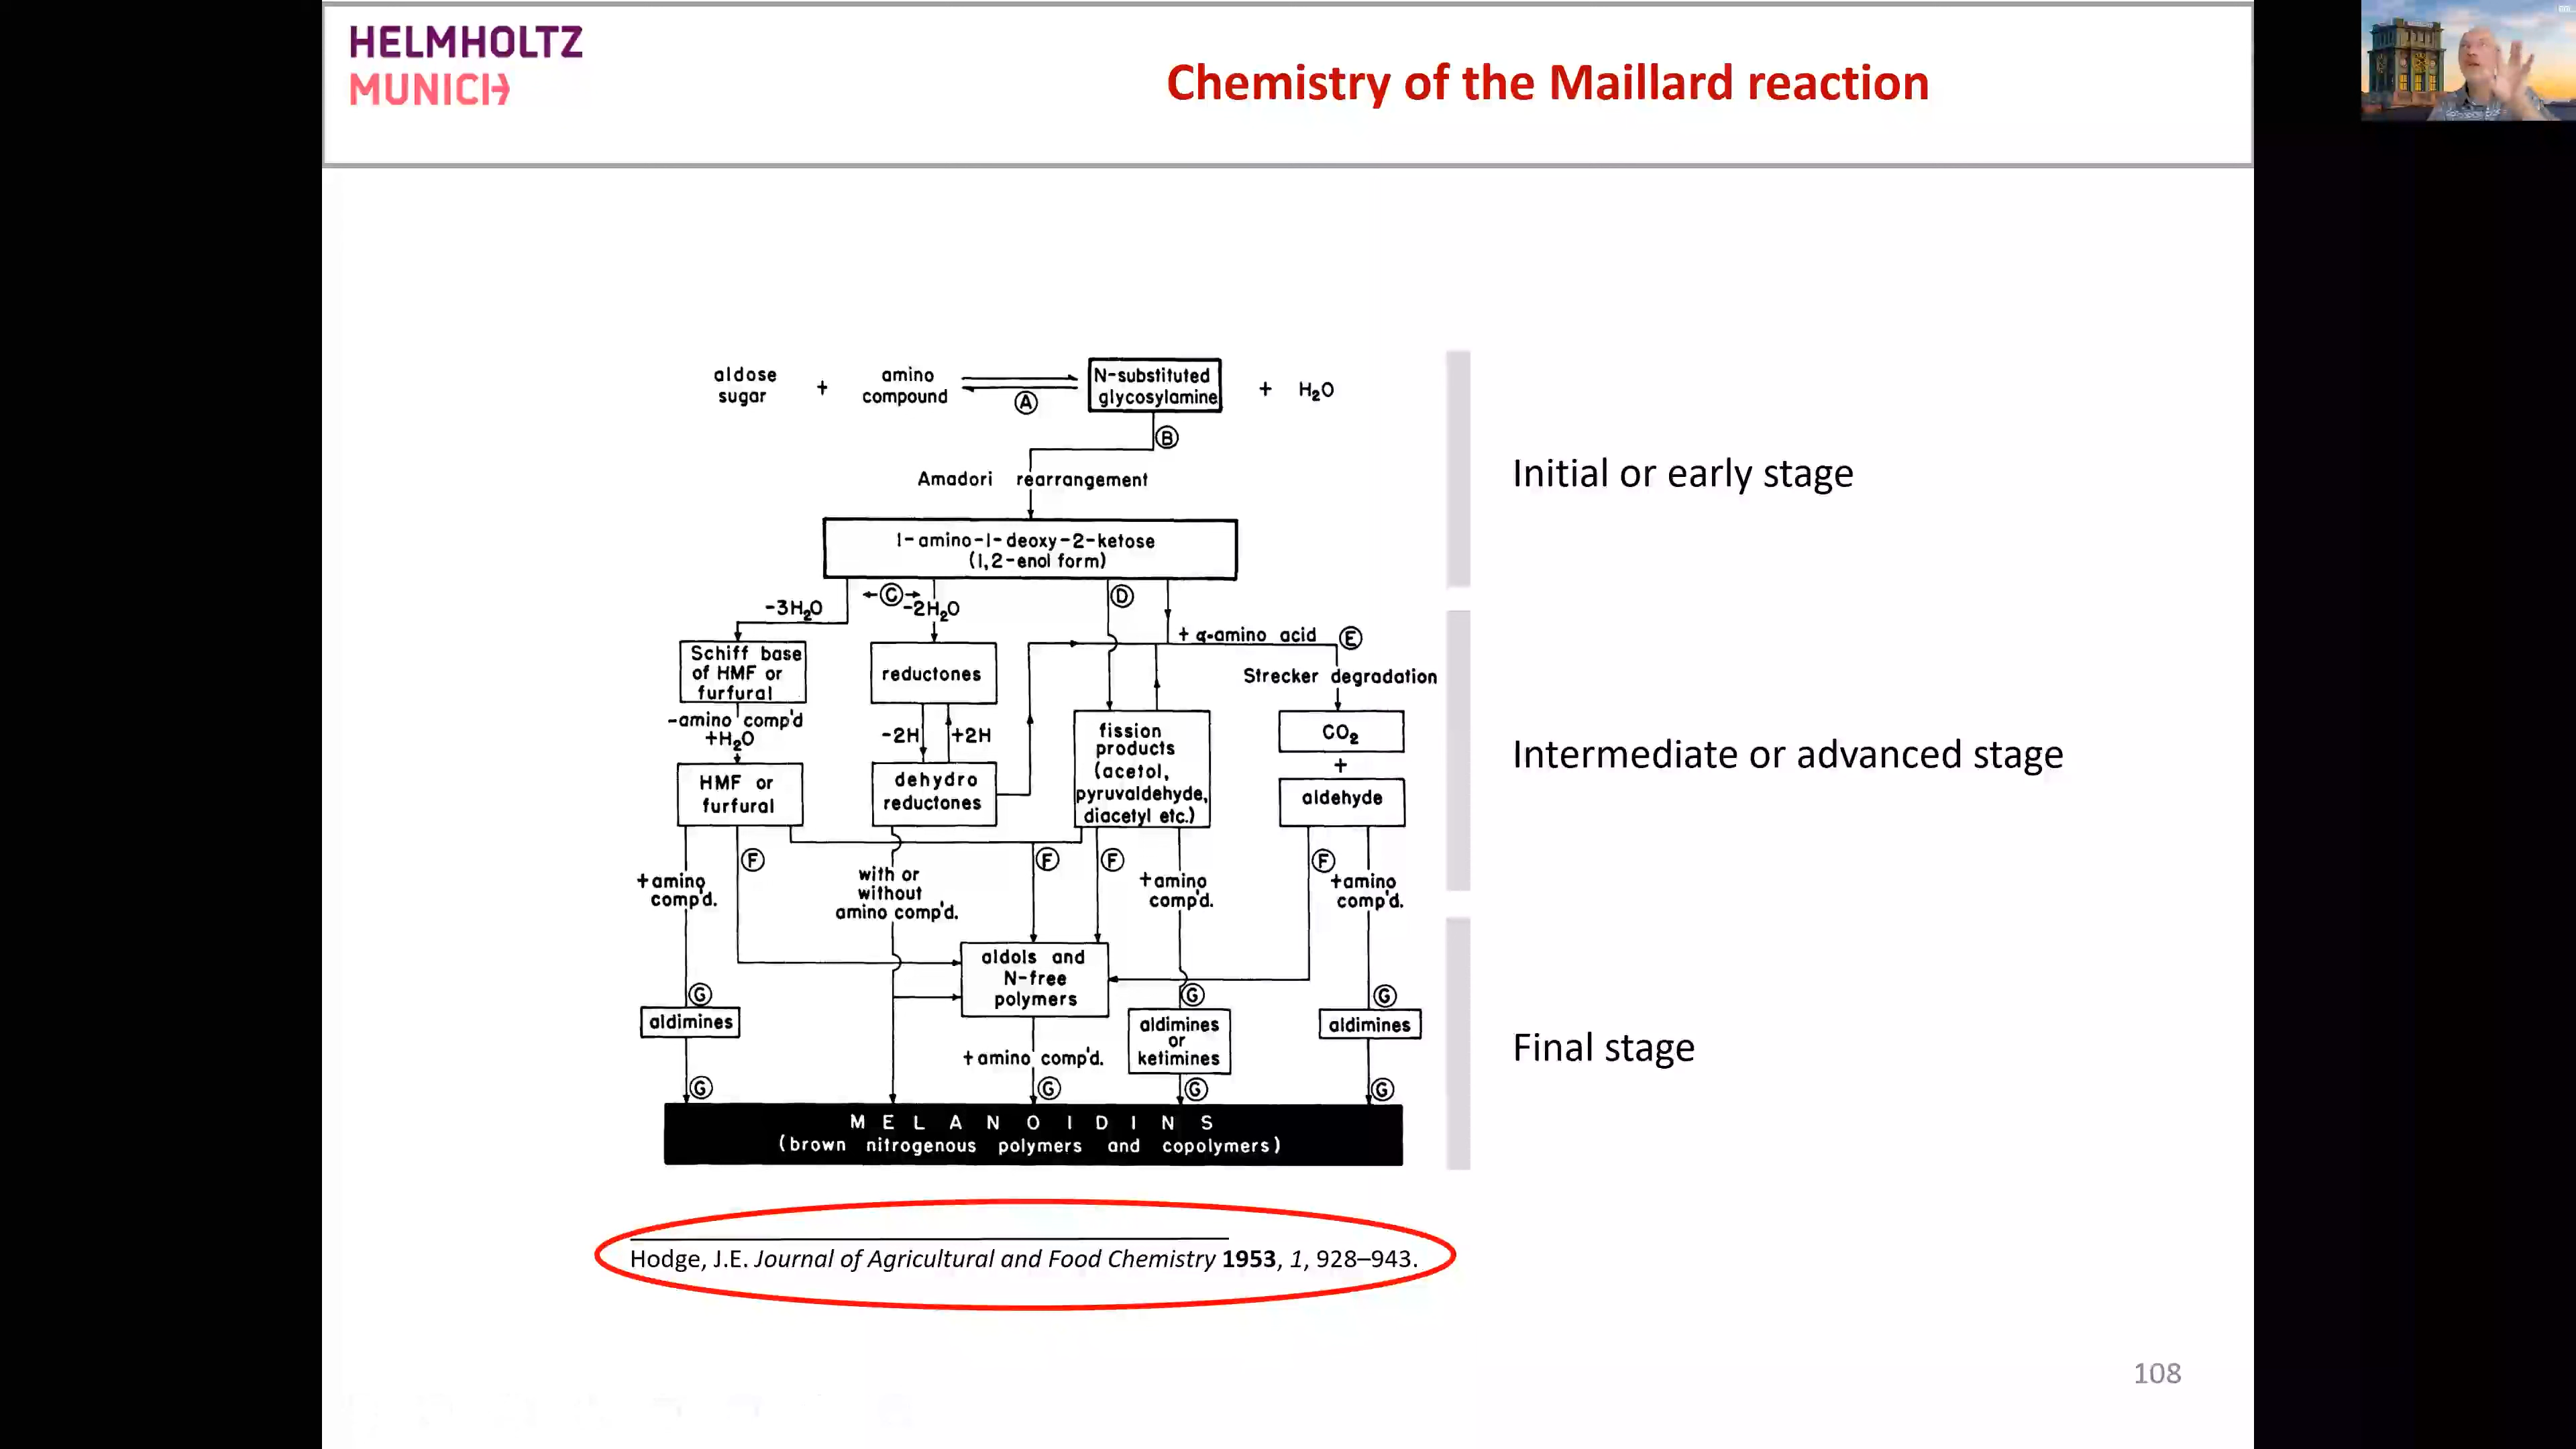 HELMHOLTZ
MUNICH
Chemistry of the Maillard reaction
aldose
sugar
+
amino
compound
A
N-substituted
glycosylamine
+
H₂O
B
Amadori rearrangement
Initial or early stage
1-amino-1-deoxy-2-ketose
(1,2-enol form)
-3H₂O
←C→
-2H₂O
D
+ α-amino acid
E
Schiff base
of HMF or
furfural
reductones
Strecker degradation
-amino comp'd
+H₂O
-2H
+2H
fission
products
(acetol,
pyruvaldehyde,
diacetyl etc.)
CO₂
+
aldehyde
Intermediate or advanced stage
HMF or
furfural
dehydro
reductones
F
F
F
F
+amino
comp'd.
with or
without
amino comp'd.
+amino
comp'd.
+amino
comp'd.
aldols and
N-free
polymers
G
G
G
aldimines
aldimines
or
ketimines
aldimines
Final stage
+amino comp'd.
G
G
G
G
MELANOIDINS
(brown nitrogenous polymers and copolymers)
Hodge, J.E. Journal of Agricultural and Food Chemistry 1953, 1, 928–943.
108